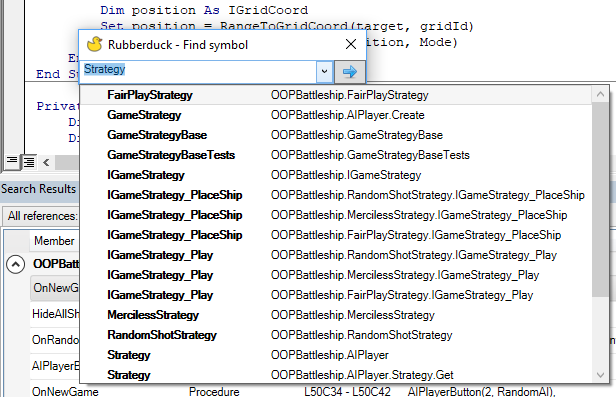 Dim position As IGridCoord
Set position = RangeToGridCoord(target, gridId)
Rubberduck - Find symbol
ition, Mode)
Strategy
End S
Privat
FairPlayStrategy OOPBattleship.FairPlayStrategy
GameStrategy OOPBattleship.AIPlayer.Create
GameStrategyBase OOPBattleship.GameStrategyBase
GameStrategyBaseTests OOPBattleship.GameStrategyBaseTests
IGameStrategy OOPBattleship.IGameStrategy
IGameStrategy_PlaceShip OOPBattleship.RandomShotStrategy.IGameStrategy_PlaceShip
IGameStrategy_PlaceShip OOPBattleship.MercilessStrategy.IGameStrategy_PlaceShip
IGameStrategy_PlaceShip OOPBattleship.FairPlayStrategy.IGameStrategy_PlaceShip
IGameStrategy_Play OOPBattleship.RandomShotStrategy.IGameStrategy_Play
IGameStrategy_Play OOPBattleship.MercilessStrategy.IGameStrategy_Play
IGameStrategy_Play OOPBattleship.FairPlayStrategy.IGameStrategy_Play
MercilessStrategy OOPBattleship.MercilessStrategy
RandomShotStrategy OOPBattleship.RandomShotStrategy
Strategy OOPBattleship.AIPlayer
Strategy OOPBattleship.AIPlayer.Strategy.Get
Search Results
All references:
Member
OOPBatt
OnNewG
HideAllSh
OnRando
AIPlayerB
OnNewGame Procedure L50C34 - L50C42 AIPlayerButton(2, RandomAI),